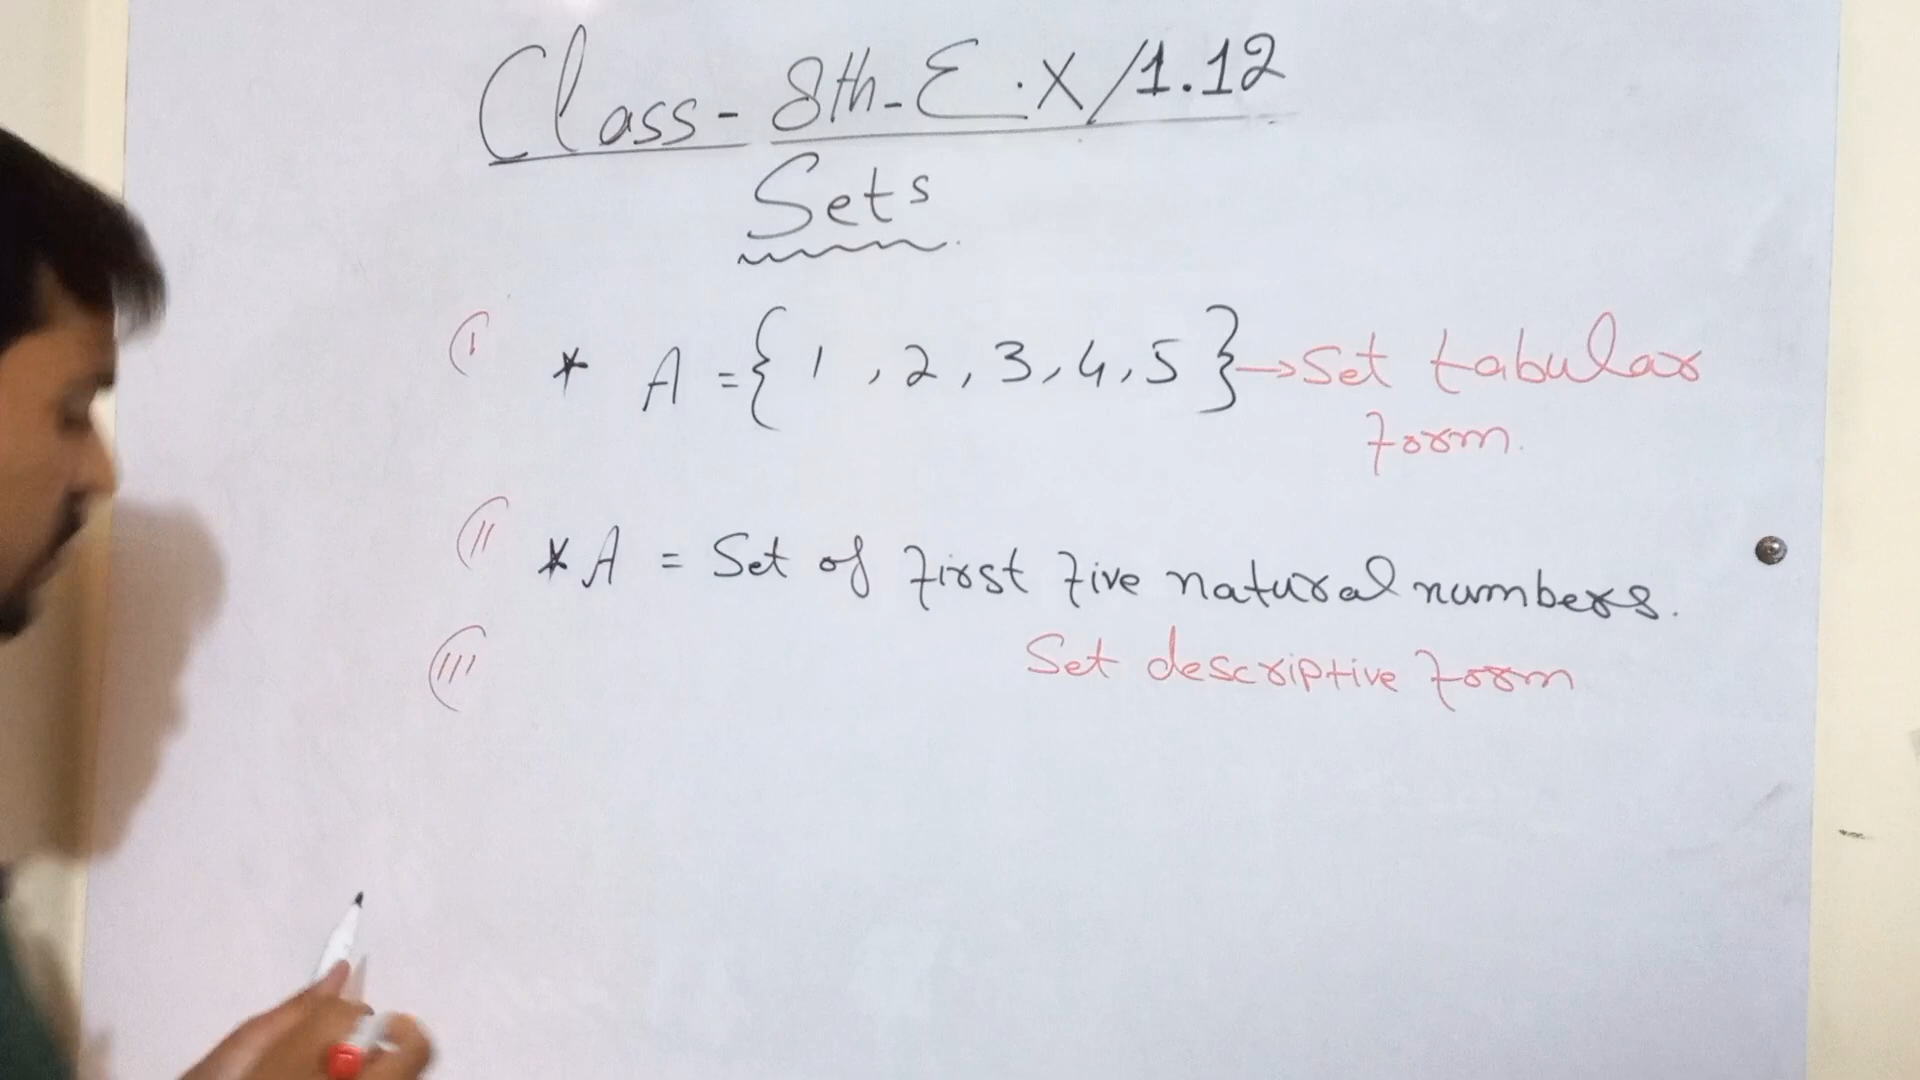 Class-8th-E.X/1.12
Sets
(i * A = { 1 , 2 , 3 , 4 , 5 } → Set tabular
form.
(ii * A = Set of first five natural numbers.
(iii Set descriptive form